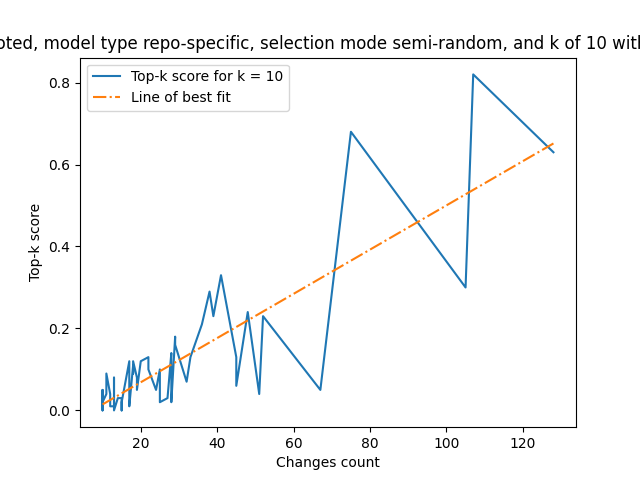 oted, model type repo-specific, selection mode semi-random, and k of 10 with
Top-k score for k = 10
Line of best fit
0.8
0.6
0.4
0.2
0.0
Top-k score
20 40 60 80 100 120
Changes count